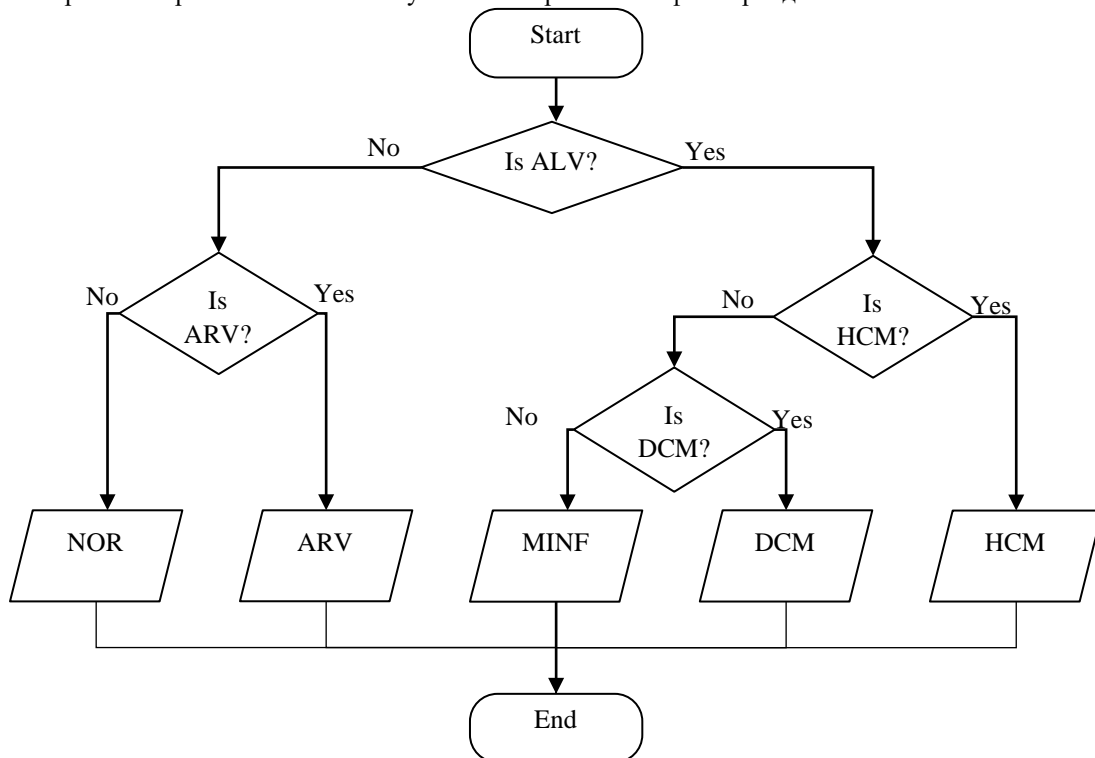 Start
No
Is ALV?
Yes
No
Is
ARV?
Yes
No
Is
HCM?
Yes
No
Is
DCM?
Yes
NOR
ARV
MINF
DCM
HCM
End